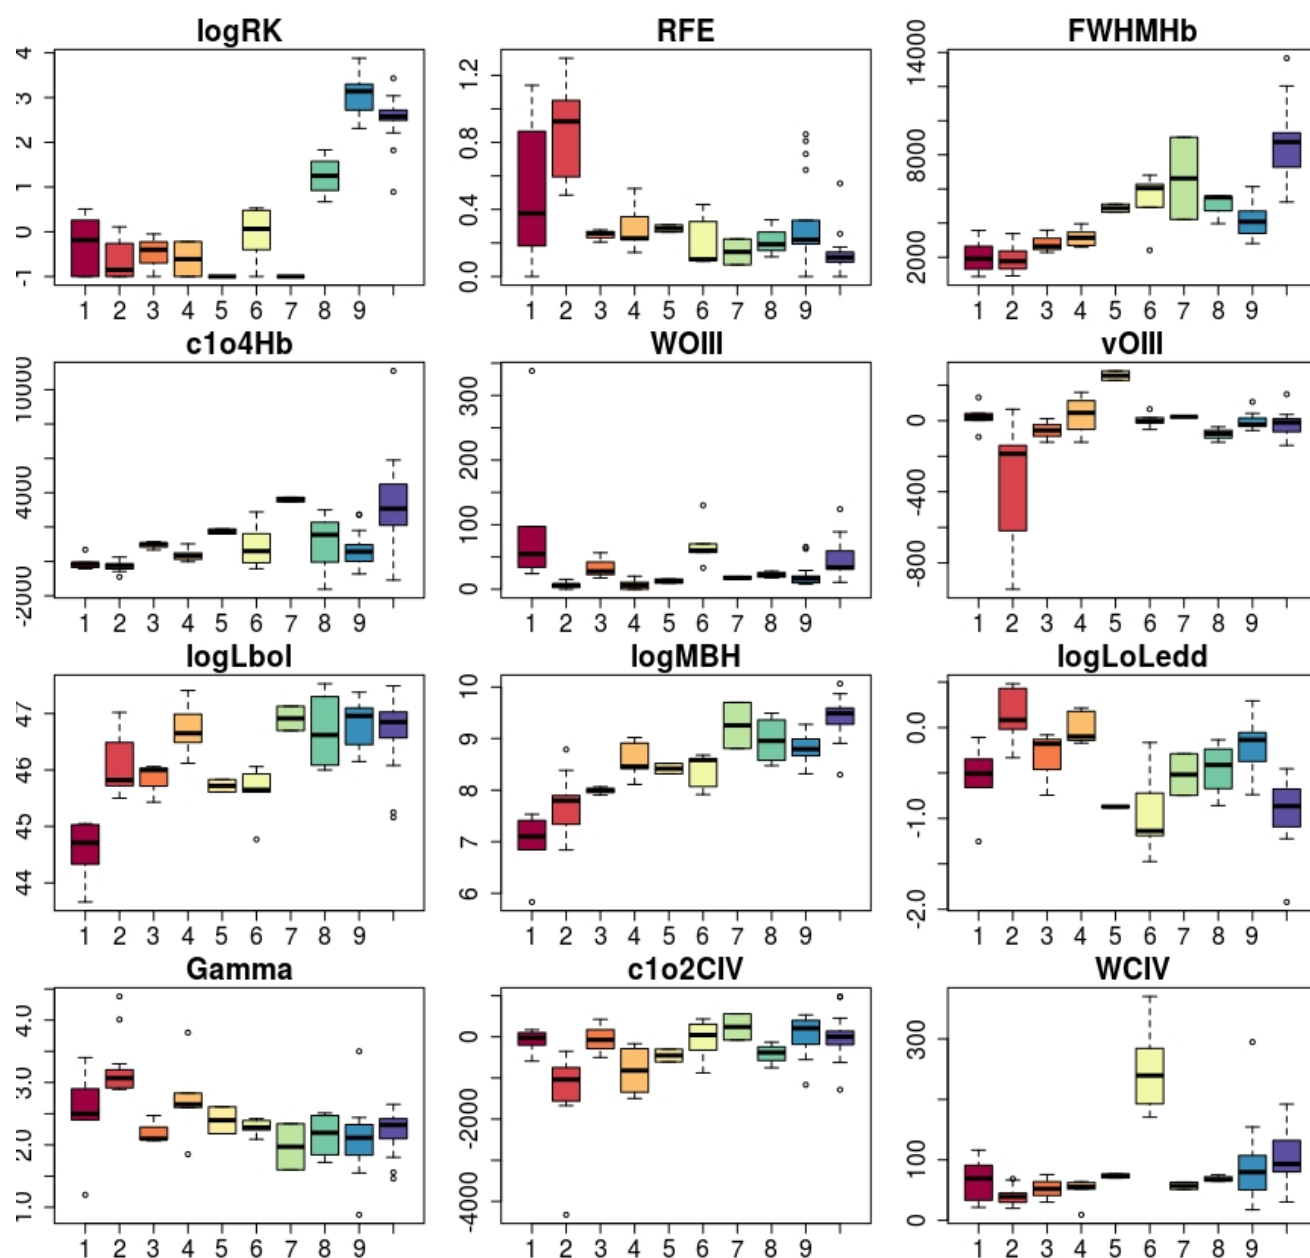 logRK RFE FWHMHb
4 3 2 1 0 -1
1.2 0.8 0.4 0.0
14000 8000 2000
1 2 3 4 5 6 7 8 9 1 2 3 4 5 6 7 8 9 1 2 3 4 5 6 7 8 9
c1o4Hb WOIII vOIII
10000 4000 -2000
300 200 100 0
0 -400 -800
1 2 3 4 5 6 7 8 9 1 2 3 4 5 6 7 8 9 1 2 3 4 5 6 7 8 9
logLbol logMBH logLoLedd
47 46 45 44
10 9 8 7 6
0.0 -1.0 -2.0
1 2 3 4 5 6 7 8 9 1 2 3 4 5 6 7 8 9 1 2 3 4 5 6 7 8 9
Gamma c1o2CIV WCIV
4.0 3.0 2.0 1.0
0 -2000 -4000
300 100 0
1 2 3 4 5 6 7 8 9 1 2 3 4 5 6 7 8 9 1 2 3 4 5 6 7 8 9